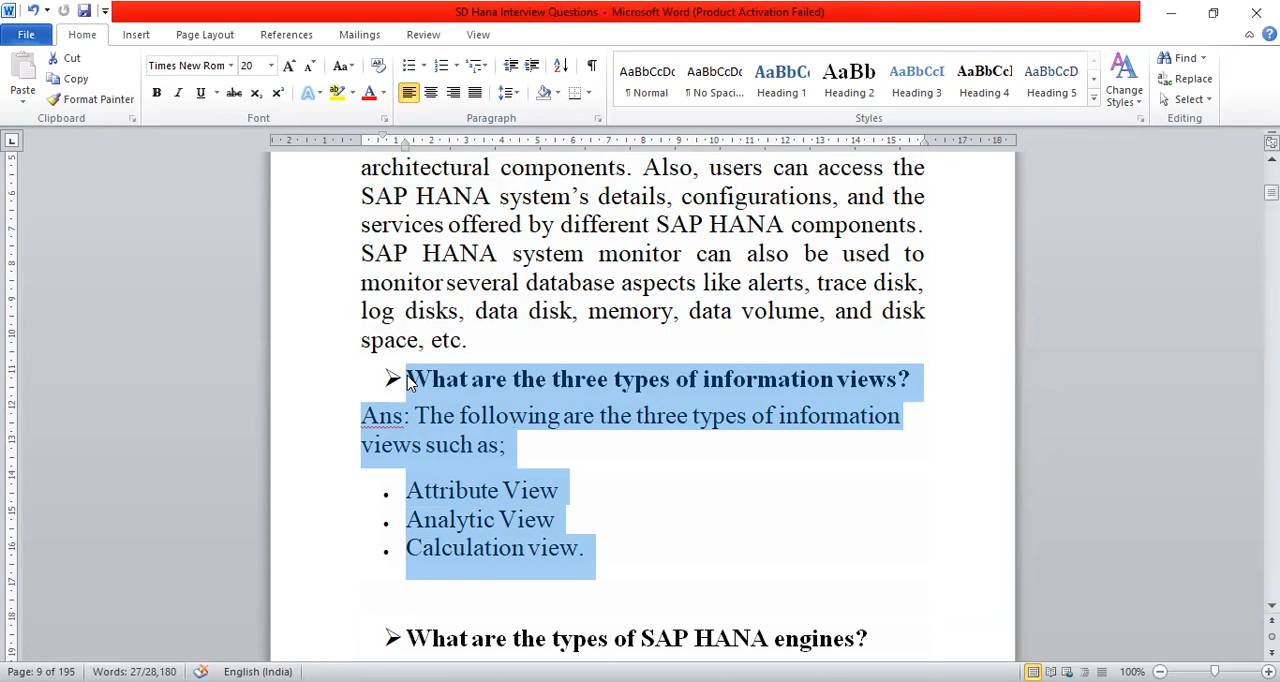 SD Hana Interview Questions - Microsoft Word (Product Activation Failed)
File Home Insert Page Layout References Mailings Review View
Paste Cut Copy Format Painter
Times New Rom 20
AaBbCcDc AaBbCcDc AaBbCc AaBb AaBbCcI AaBbCcI AaBbCcD
¶ Normal ¶ No Spaci... Heading 1 Heading 2 Heading 3 Heading 4 Heading 5
Change Styles
Find Replace Select
Clipboard Font Paragraph Styles Editing
architectural components. Also, users can access the
SAP HANA system’s details, configurations, and the
services offered by different SAP HANA components.
SAP HANA system monitor can also be used to
monitor several database aspects like alerts, trace disk,
log disks, data disk, memory, data volume, and disk
space, etc.
➢ What are the three types of information views?
Ans: The following are the three types of information
views such as;
• Attribute View
• Analytic View
• Calculation view.
➢ What are the types of SAP HANA engines?
Page: 9 of 195 Words: 27/28,180 English (India) 100%